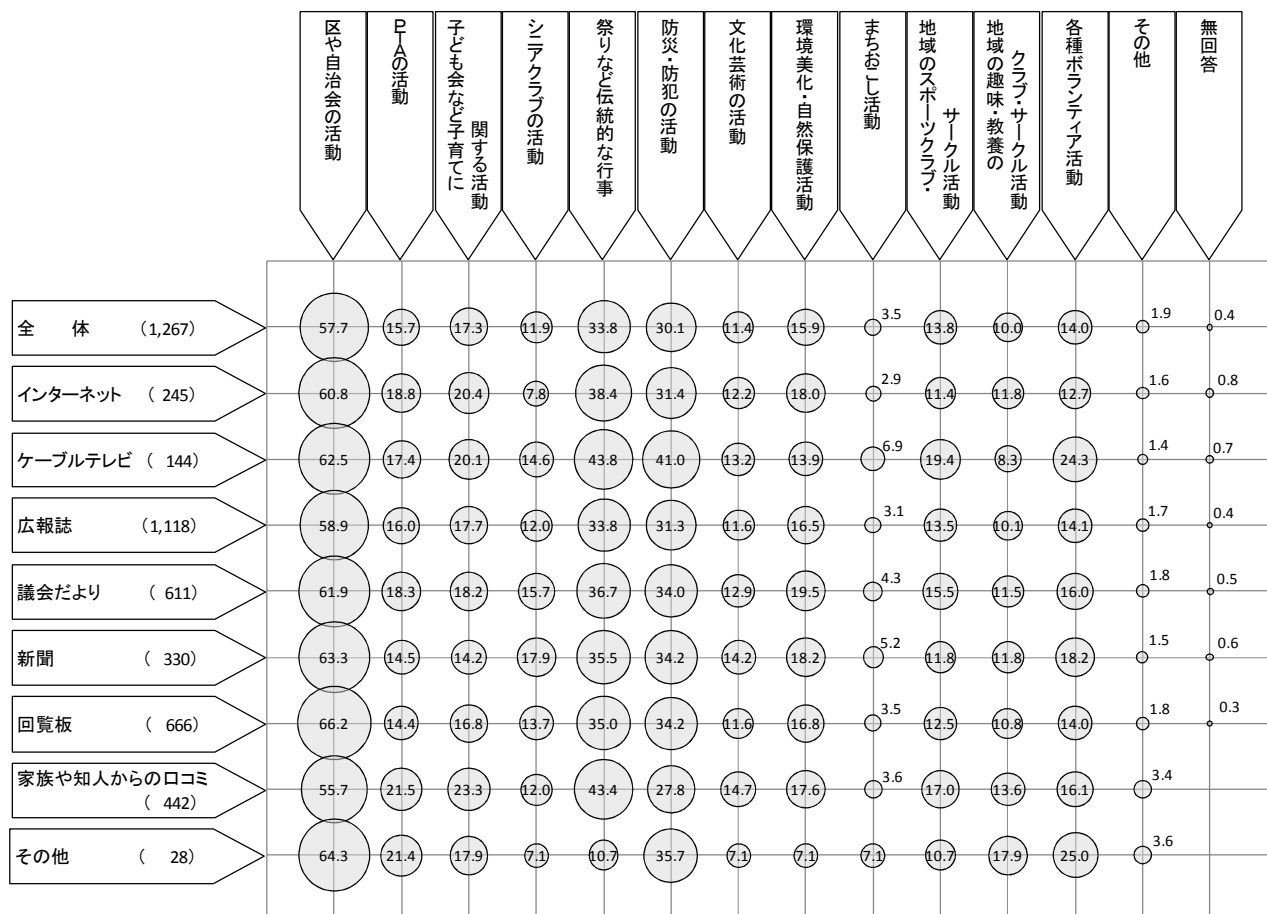 区や自治会の活動
PTAの活動
子ども会など子育てに
関する活動
シニアクラブの活動
祭りなど伝統的な行事
防災・防犯の活動
文化芸術の活動
環境美化・自然保護活動
まちおこし活動
地域のスポーツクラブ・
サークル活動
地域の趣味・教養の
クラブ・サークル活動
各種ボランティア活動
その他
無回答
全 体 (1,267) 57.7 15.7 17.3 11.9 33.8 30.1 11.4 15.9 3.5 13.8 10.0 14.0 1.9 0.4
インターネット ( 245) 60.8 18.8 20.4 7.8 38.4 31.4 12.2 18.0 2.9 11.4 11.8 12.7 1.6 0.8
ケーブルテレビ ( 144) 62.5 17.4 20.1 14.6 43.8 41.0 13.2 13.9 6.9 19.4 8.3 24.3 1.4 0.7
広報誌 (1,118) 58.9 16.0 17.7 12.0 33.8 31.3 11.6 16.5 3.1 13.5 10.1 14.1 1.7 0.4
議会だより ( 611) 61.9 18.3 18.2 15.7 36.7 34.0 12.9 19.5 4.3 15.5 11.5 16.0 1.8 0.5
新聞 ( 330) 63.3 14.5 14.2 17.9 35.5 34.2 14.2 18.2 5.2 11.8 11.8 18.2 1.5 0.6
回覧板 ( 666) 66.2 14.4 16.8 13.7 35.0 34.2 11.6 16.8 3.5 12.5 10.8 14.0 1.8 0.3
家族や知人からの口コミ
( 442) 55.7 21.5 23.3 12.0 43.4 27.8 14.7 17.6 3.6 17.0 13.6 16.1 3.4
その他 ( 28) 64.3 21.4 17.9 7.1 10.7 35.7 7.1 7.1 7.1 10.7 17.9 25.0 3.6